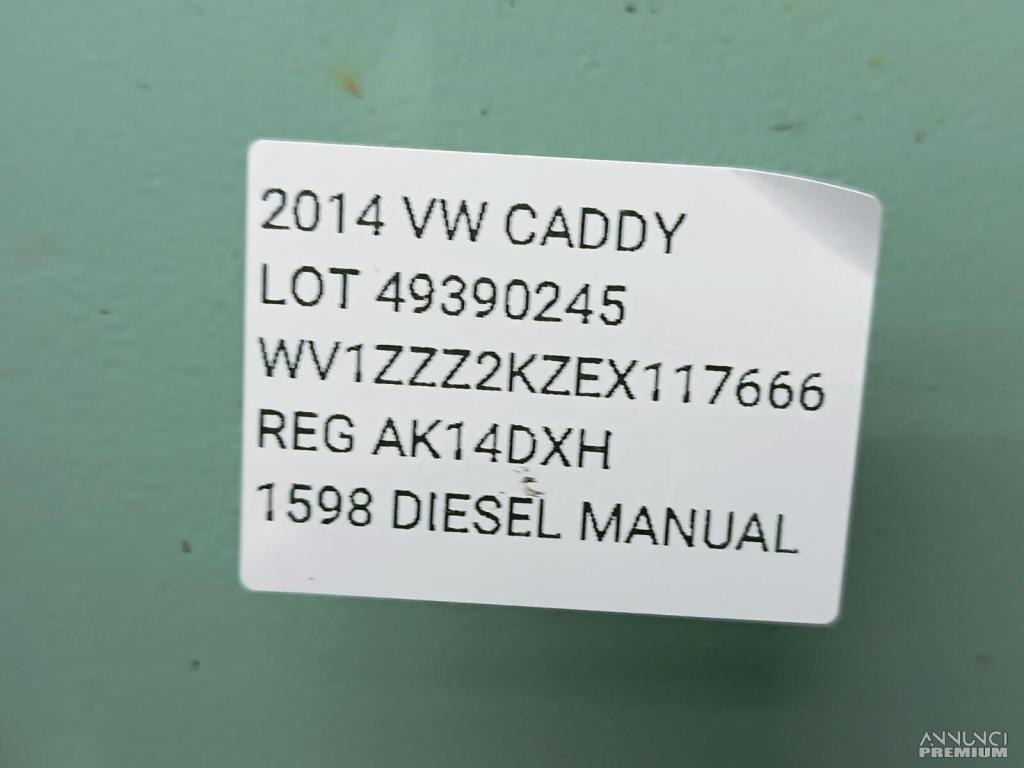 2014 VW CADDY
LOT 49390245
WV1ZZZ2KZEX117666
REG AK14DXH
1598 DIESEL MANUAL
ANNUNCI
PREMIUM